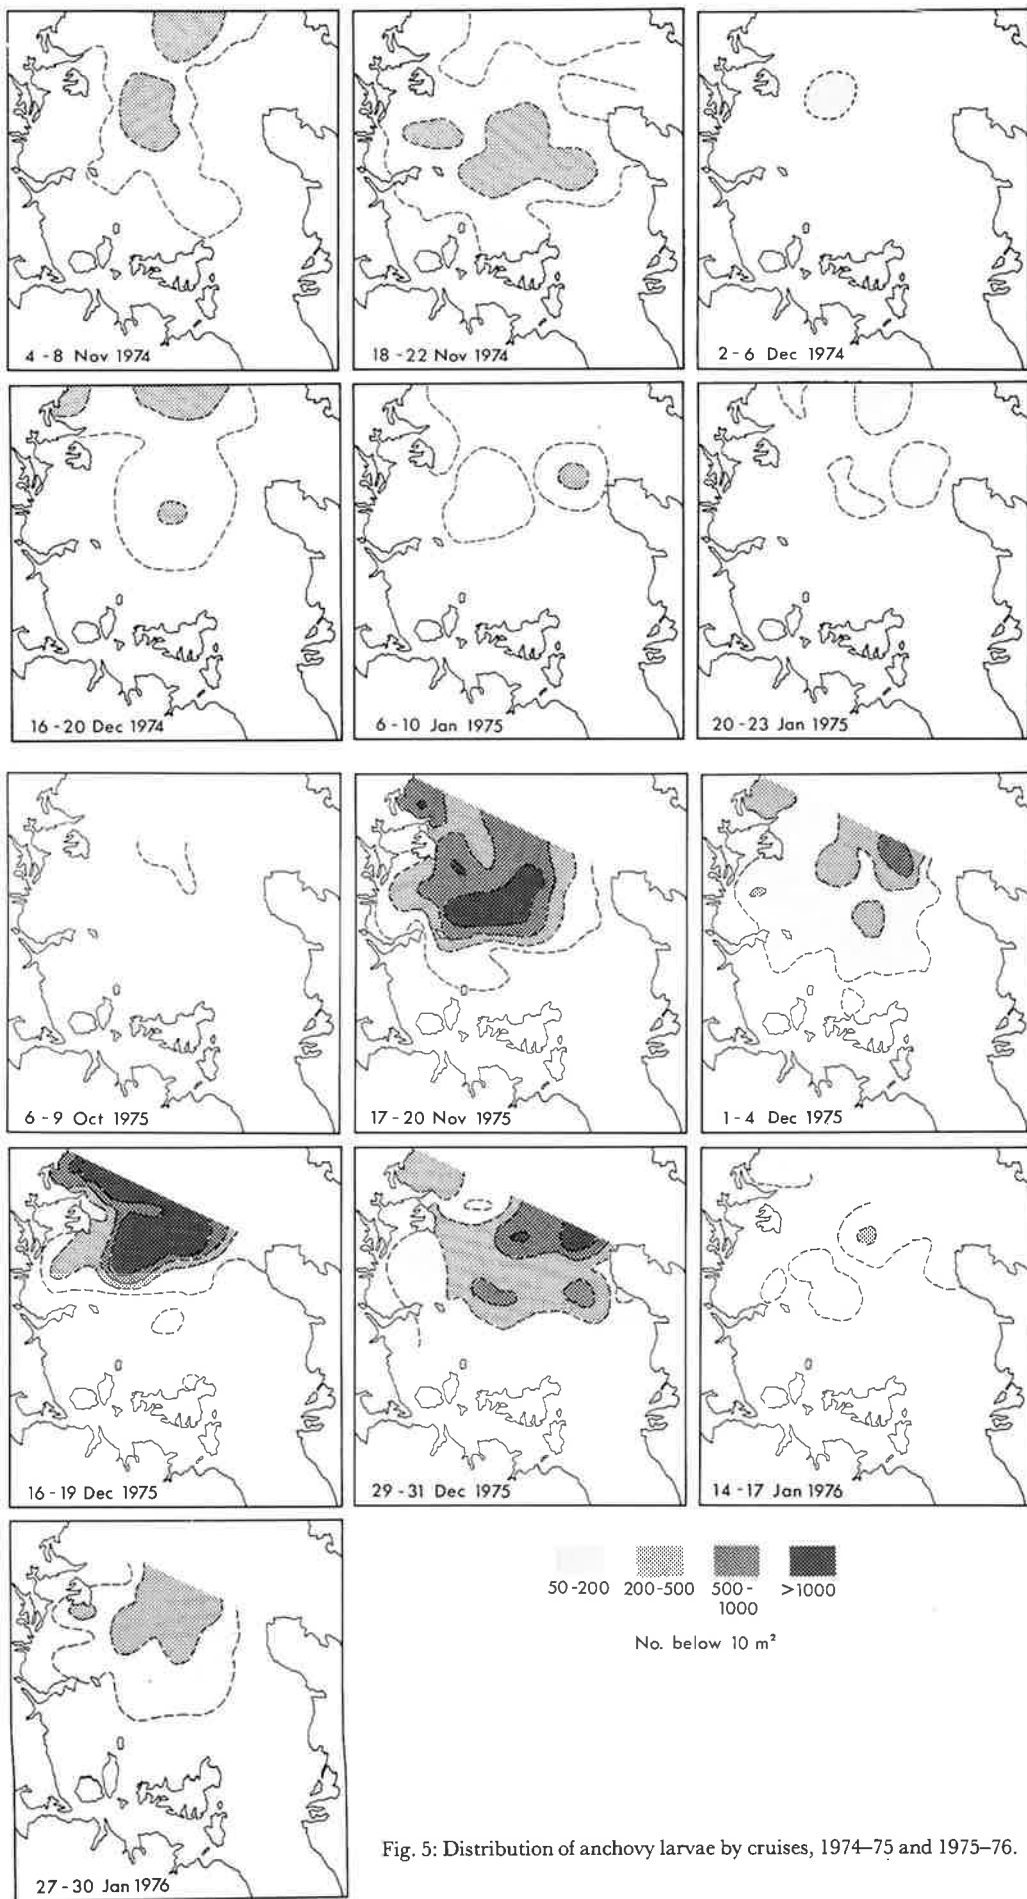 4 - 8 Nov 1974
18 - 22 Nov 1974
2 - 6 Dec 1974
16 - 20 Dec 1974
6 - 10 Jan 1975
20 - 23 Jan 1975
6 - 9 Oct 1975
17 - 20 Nov 1975
1 - 4 Dec 1975
16 - 19 Dec 1975
29 - 31 Dec 1975
14 - 17 Jan 1976
27 - 30 Jan 1976
50 - 200
200 - 500
500 -
1000
>1000
No. below 10 m²
Fig. 5: Distribution of anchovy larvae by cruises, 1974–75 and 1975–76.